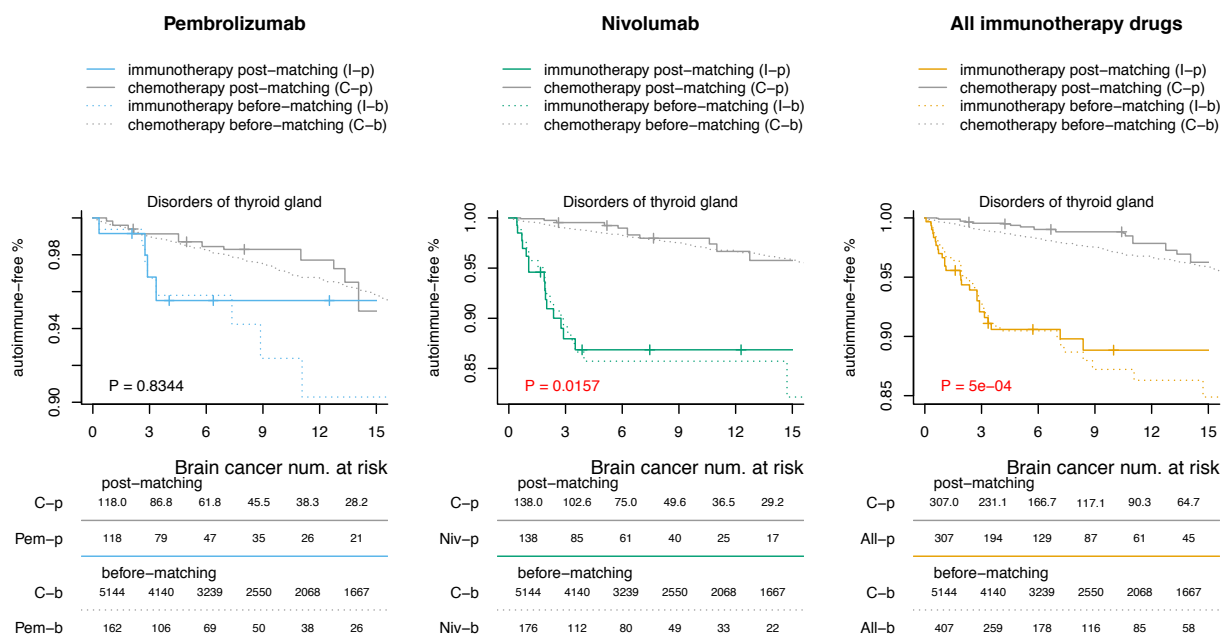 Pembrolizumab
immunotherapy post−matching (I−p)
chemotherapy post−matching (C−p)
immunotherapy before−matching (I−b)
chemotherapy before−matching (C−b)
Disorders of thyroid gland
autoimmune−free %
0.98
0.94
0.90
P = 0.8344
0 3 6 9 12 15
Brain cancer num. at risk
post−matching
C−p 118.0 86.8 61.8 45.5 38.3 28.2
Pem−p 118 79 47 35 26 21
before−matching
C−b 5144 4140 3239 2550 2068 1667
Pem−b 162 106 69 50 38 26
Nivolumab
immunotherapy post−matching (I−p)
chemotherapy post−matching (C−p)
immunotherapy before−matching (I−b)
chemotherapy before−matching (C−b)
Disorders of thyroid gland
autoimmune−free %
1.00
0.95
0.90
0.85
P = 0.0157
0 3 6 9 12 15
Brain cancer num. at risk
post−matching
C−p 138.0 102.6 75.0 49.6 36.5 29.2
Niv−p 138 85 61 40 25 17
before−matching
C−b 5144 4140 3239 2550 2068 1667
Niv−b 176 112 80 49 33 22
All immunotherapy drugs
immunotherapy post−matching (I−p)
chemotherapy post−matching (C−p)
immunotherapy before−matching (I−b)
chemotherapy before−matching (C−b)
Disorders of thyroid gland
autoimmune−free %
1.00
0.95
0.90
0.85
P = 5e−04
0 3 6 9 12 15
Brain cancer num. at risk
post−matching
C−p 307.0 231.1 166.7 117.1 90.3 64.7
All−p 307 194 129 87 61 45
before−matching
C−b 5144 4140 3239 2550 2068 1667
All−b 407 259 178 116 85 58